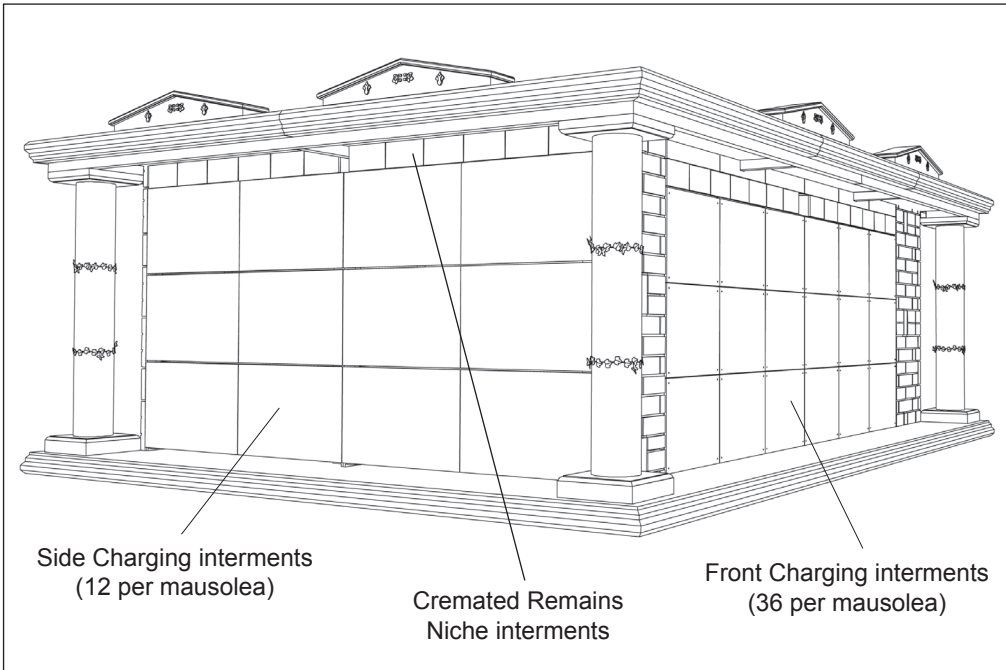 Side Charging interments
(12 per mausolea)
Cremated Remains
Niche interments
Front Charging interments
(36 per mausolea)